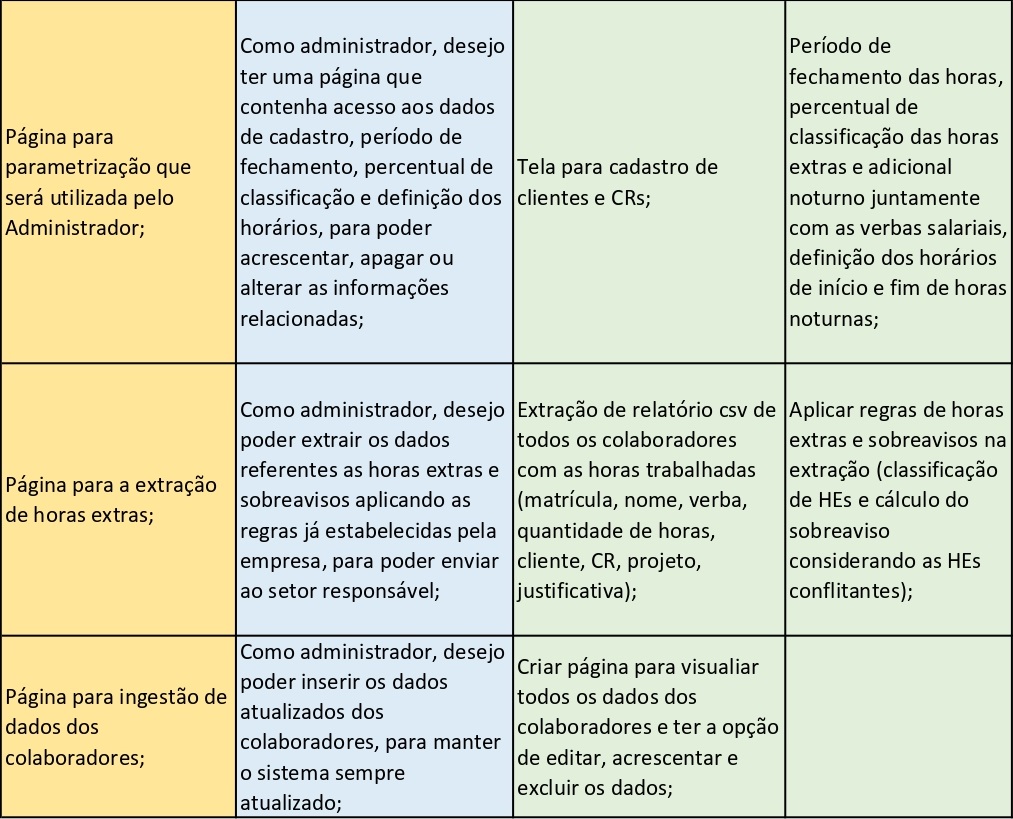 Página para
parametrização que
será utilizada pelo
Administrador;
Como administrador, desejo
ter uma página que
contenha acesso aos dados
de cadastro, período de
fechamento, percentual de
classificação e definição dos
horários, para poder
acrescentar, apagar ou
alterar as informações
relacionadas;
Tela para cadastro de
clientes e CRs;
Período de
fechamento das horas,
percentual de
classificação das horas
extras e adicional
noturno juntamente
com as verbas salariais,
definição dos horários
de início e fim de horas
noturnas;
Página para a extração
de horas extras;
Como administrador, desejo
poder extrair os dados
referentes as horas extras e
sobreavisos aplicando as
regras já estabelecidas pela
empresa, para poder enviar
ao setor responsável;
Extração de relatório csv de
todos os colaboradores
com as horas trabalhadas
(matrícula, nome, verba,
quantidade de horas,
cliente, CR, projeto,
justificativa);
Aplicar regras de horas
extras e sobreavisos na
extração (classificação
de HEs e cálculo do
sobreaviso
considerando as HEs
conflitantes);
Página para ingestão de
dados dos
colaboradores;
Como administrador, desejo
poder inserir os dados
atualizados dos
colaboradores, para manter
o sistema sempre
atualizado;
Criar página para visualiar
todos os dados dos
colaboradores e ter a opção
de editar, acrescentar e
excluir os dados;